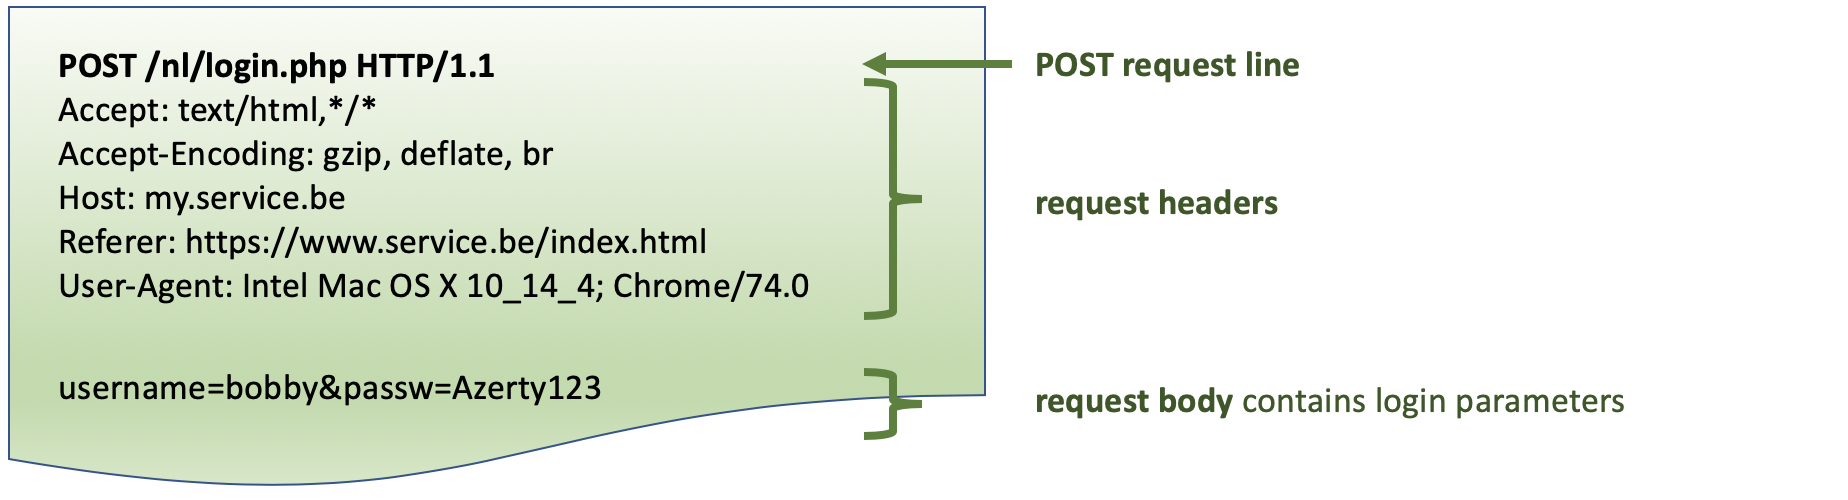 POST /nl/login.php HTTP/1.1
POST request line
Accept: text/html,*/*
Accept-Encoding: gzip, deflate, br
Host: my.service.be
request headers
Referer: https://www.service.be/index.html
User-Agent: Intel Mac OS X 10_14_4; Chrome/74.0
username=bobby&passw=Azerty123
request body contains login parameters